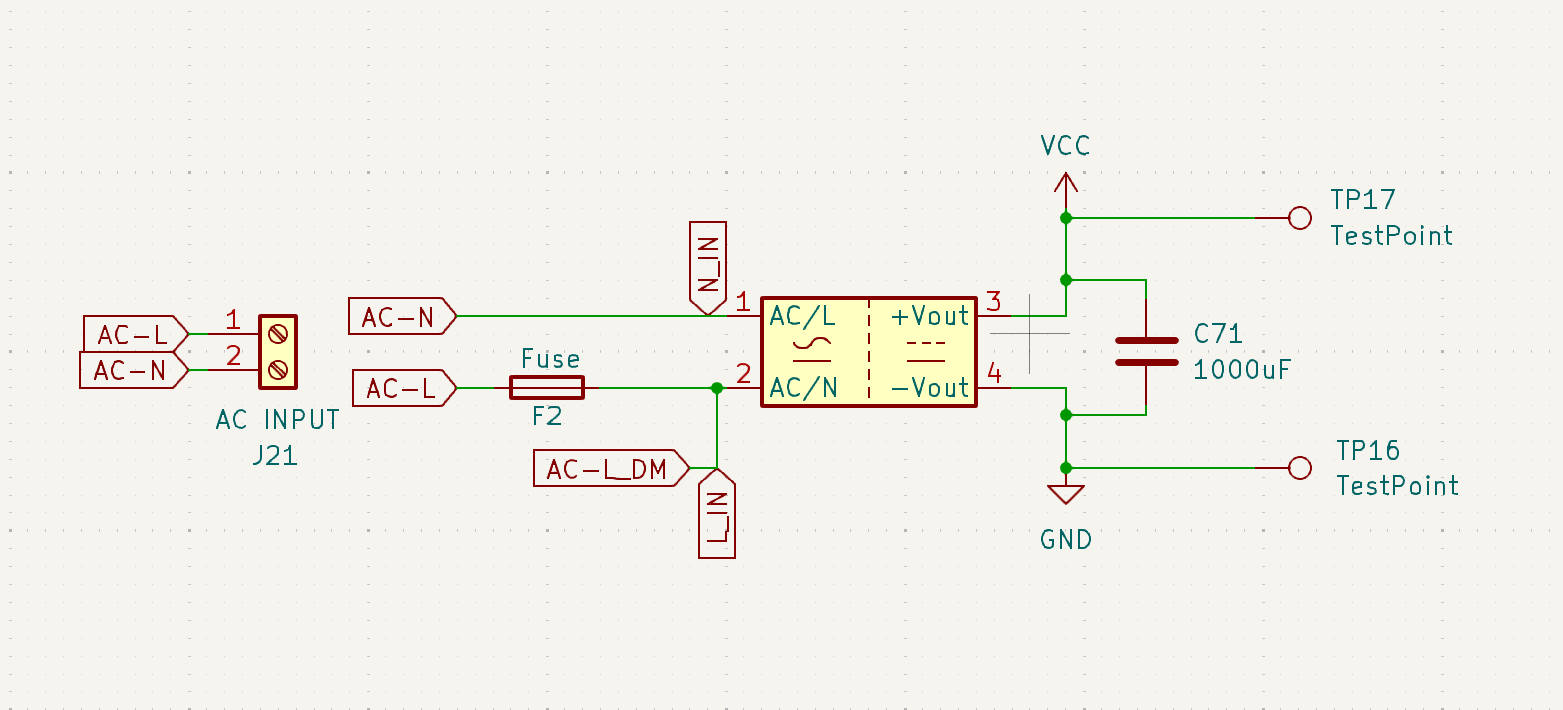 VCC
TP17
TestPoint
N_IN
AC-L 1
AC-N 2
AC INPUT
J21
AC-N
AC-L
Fuse
F2
AC-L_DM
L_IN
1 AC/L +Vout 3
2 AC/N -Vout 4
C71
1000uF
TP16
TestPoint
GND